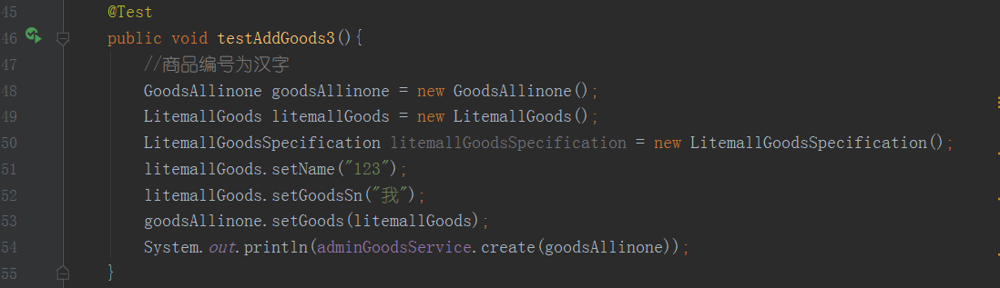 45 @Test
46 public void testAddGoods3(){
47 //商品编号为汉字
48 GoodsAllinone goodsAllinone = new GoodsAllinone();
49 LitemallGoods litemallGoods = new LitemallGoods();
50 LitemallGoodsSpecification litemallGoodsSpecification = new LitemallGoodsSpecification();
51 litemallGoods.setName("123");
52 litemallGoods.setGoodsSn("我");
53 goodsAllinone.setGoods(litemallGoods);
54 System.out.println(adminGoodsService.create(goodsAllinone));
55 }